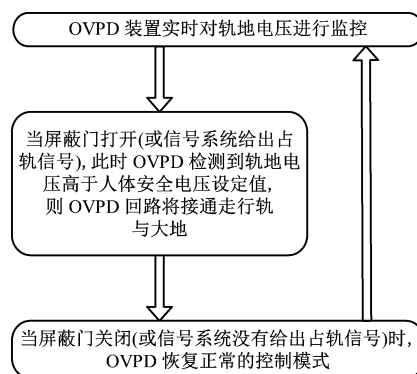 OVPD 装置实时对轨地电压进行监控
当屏蔽门打开(或信号系统给出占
轨信号), 此时 OVPD 检测到轨地电
压高于人体安全电压设定值,
则 OVPD 回路将接通走行轨
与大地
当屏蔽门关闭(或信号系统没有给出占轨信号)时,
OVPD 恢复正常的控制模式